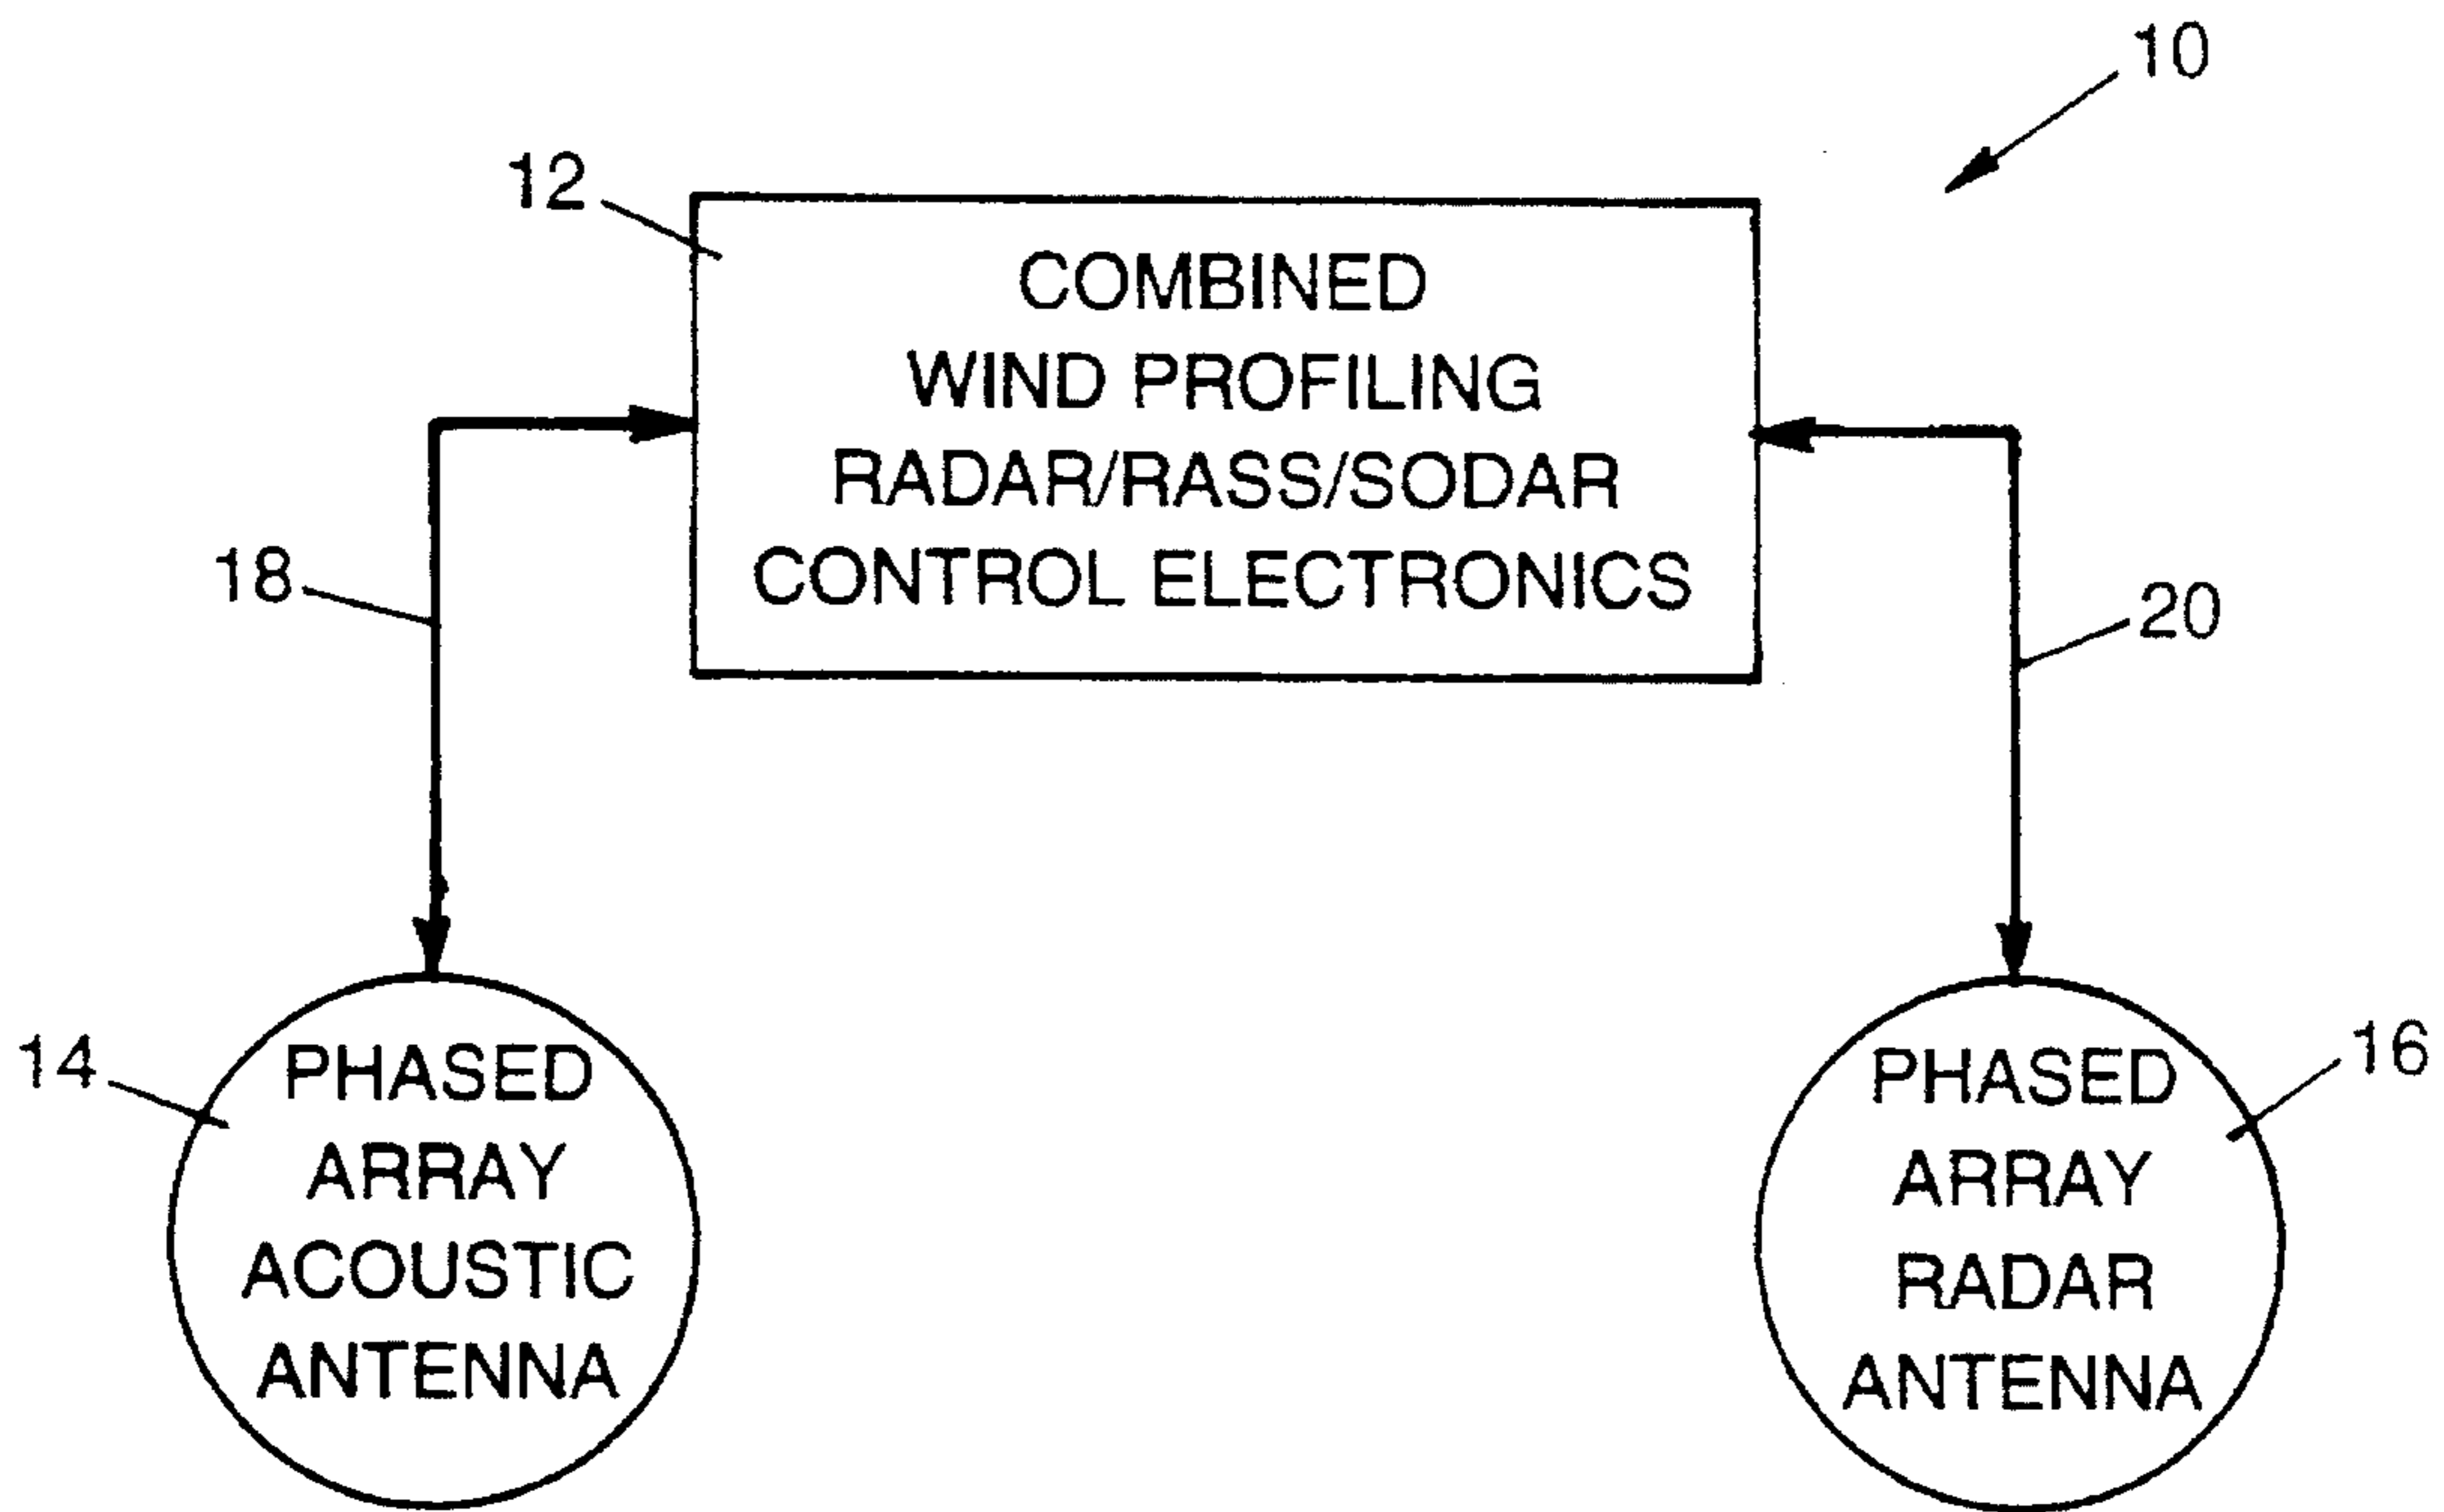 10
12
COMBINED
WIND PROFILING
RADAR/RASS/SODAR
CONTROL ELECTRONICS
18
20
14
PHASED
ARRAY
ACOUSTIC
ANTENNA
16
PHASED
ARRAY
RADAR
ANTENNA